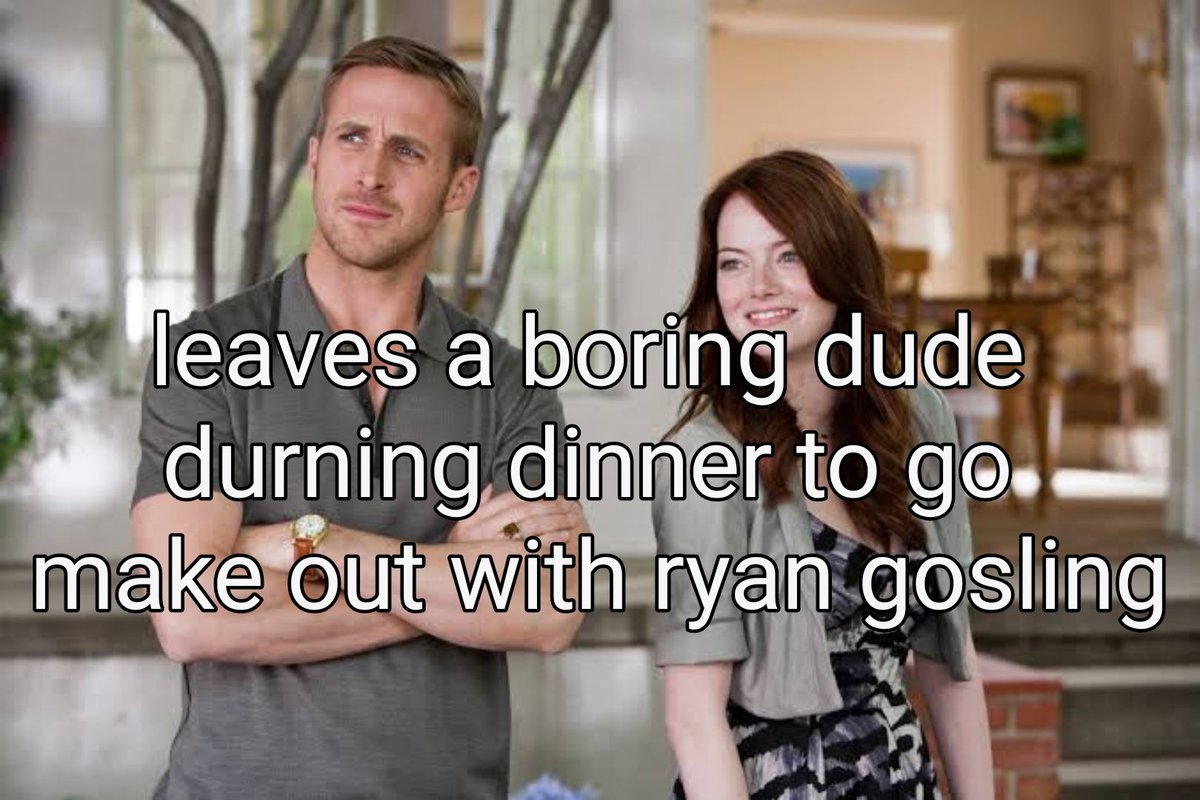 leaves a boring dude
durning dinner to go
make out with ryan gosling